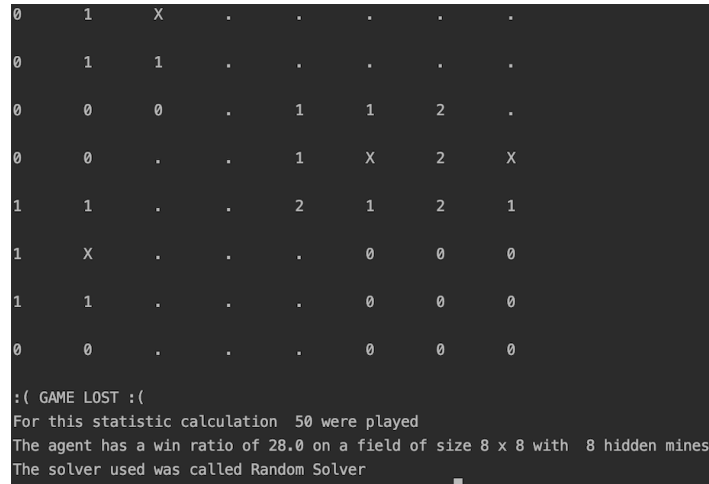 0 1 X . . . . .
0 1 1 . . . . .
0 0 0 . 1 1 2 .
0 0 . . 1 X 2 X
1 1 . . 2 1 2 1
1 X . . . 0 0 0
1 1 . . . 0 0 0
0 0 . . . 0 0 0
:( GAME LOST :(
For this statistic calculation  50 were played
The agent has a win ratio of 28.0 on a field of size 8 x 8 with  8 hidden mines
The solver used was called Random Solver